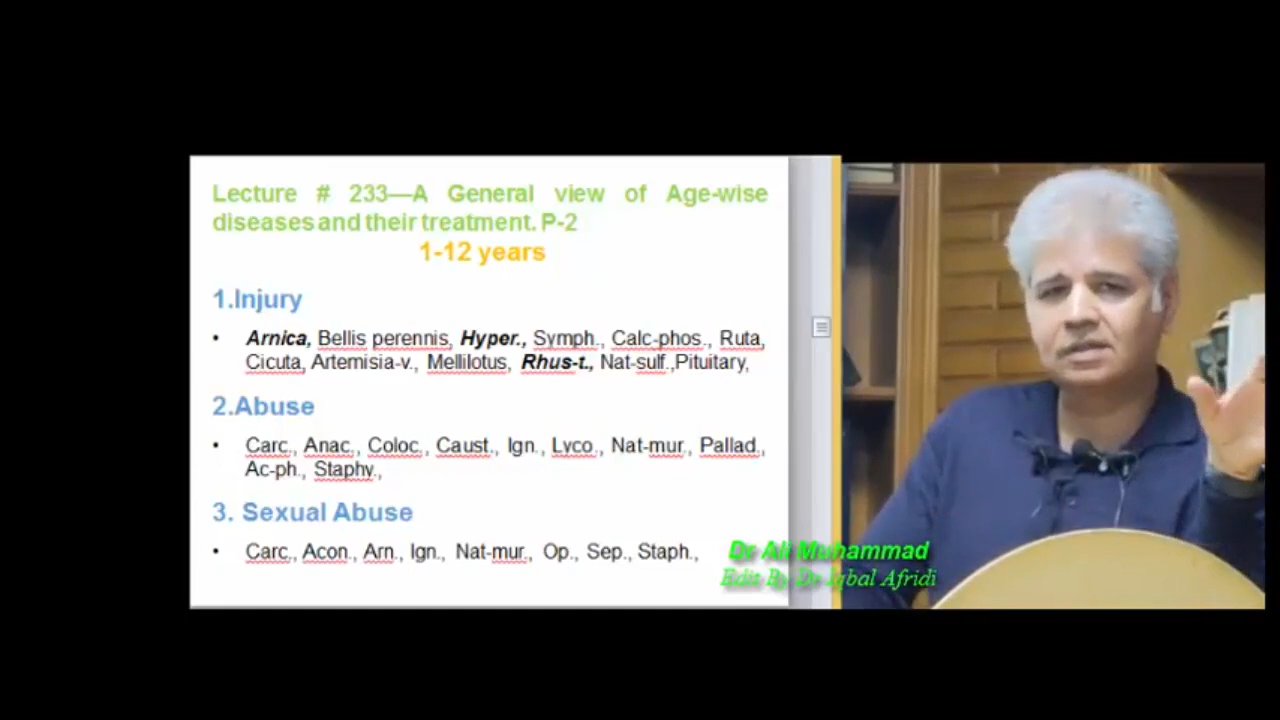 Lecture # 233—A General view of Age-wise
diseases and their treatment. P-2
1-12 years
1.Injury
• Arnica, Bellis perennis, Hyper., Symph., Calc-phos., Ruta,
Cicuta, Artemisia-v., Mellilotus, Rhus-t., Nat-sulf.,Pituitary,
2.Abuse
• Carc., Anac., Coloc., Caust., Ign., Lyco., Nat-mur., Pallad.,
Ac-ph., Staphy.,
3. Sexual Abuse
• Carc., Acon., Arn., Ign., Nat-mur., Op., Sep., Staph.,
Dr Ali Muhammad
Edit By Dr Iqbal Afridi